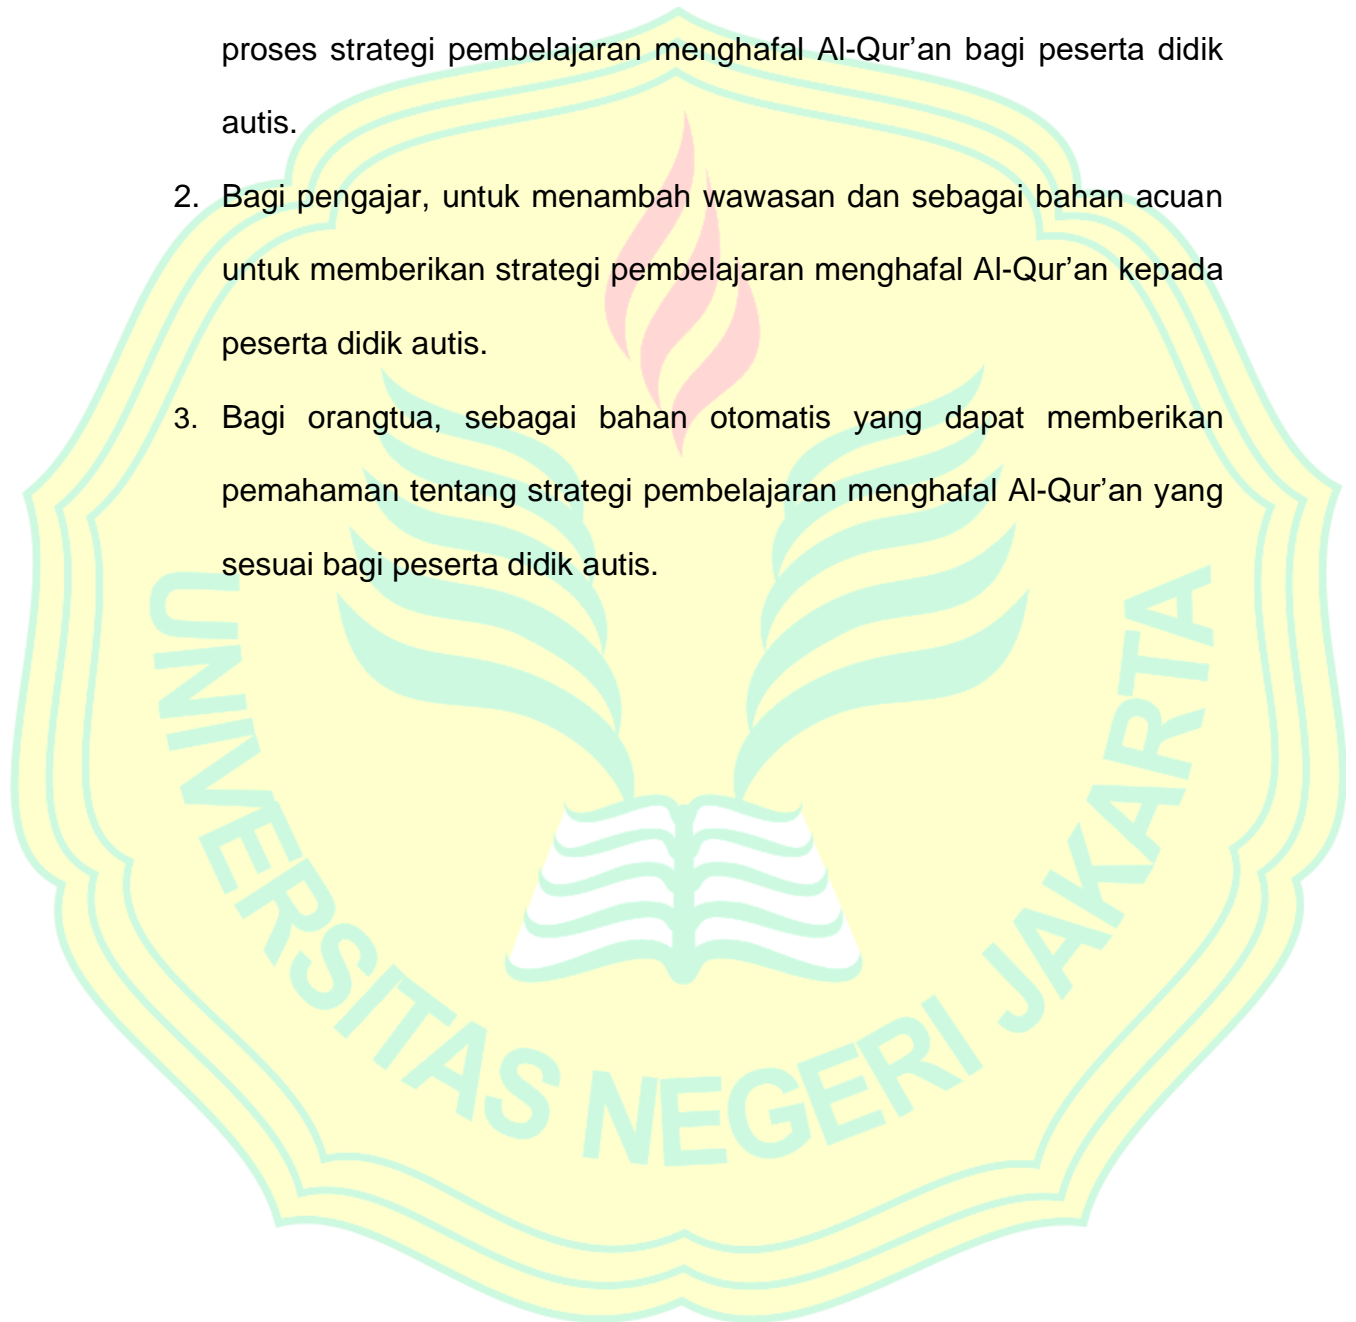 proses strategi pembelajaran menghafal Al-Qur’an bagi peserta didik
autis.
2. Bagi pengajar, untuk menambah wawasan dan sebagai bahan acuan
untuk memberikan strategi pembelajaran menghafal Al-Qur’an kepada
peserta didik autis.
3. Bagi orangtua, sebagai bahan otomatis yang dapat memberikan
pemahaman tentang strategi pembelajaran menghafal Al-Qur’an yang
sesuai bagi peserta didik autis.
UNIVERSITAS NEGERI JAKARTA